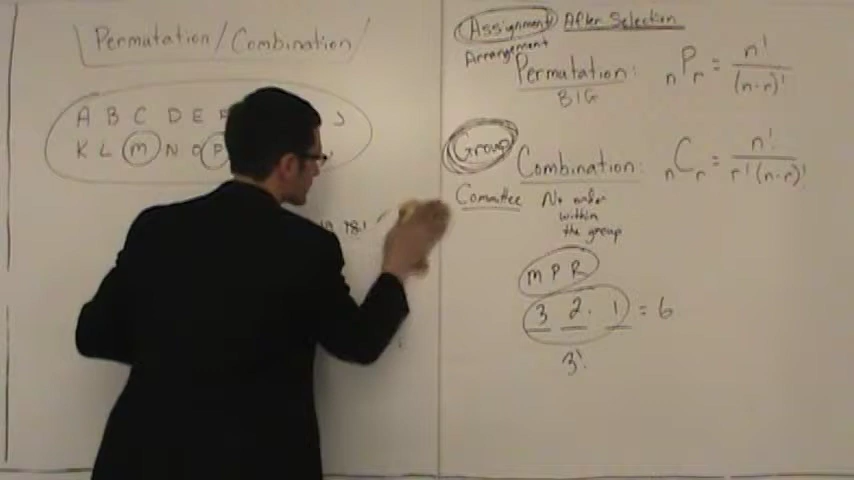 Permutation/Combination
A B C D E F J
K L M N O P
Assignment After Selection
Arrangement
Permutation: nPr = n! / (n-r)!
BIG
Group
Combination: nCr = n! / r!(n-r)!
Committee No order
within
the group
M P R
3 2 . 1 = 6
3!